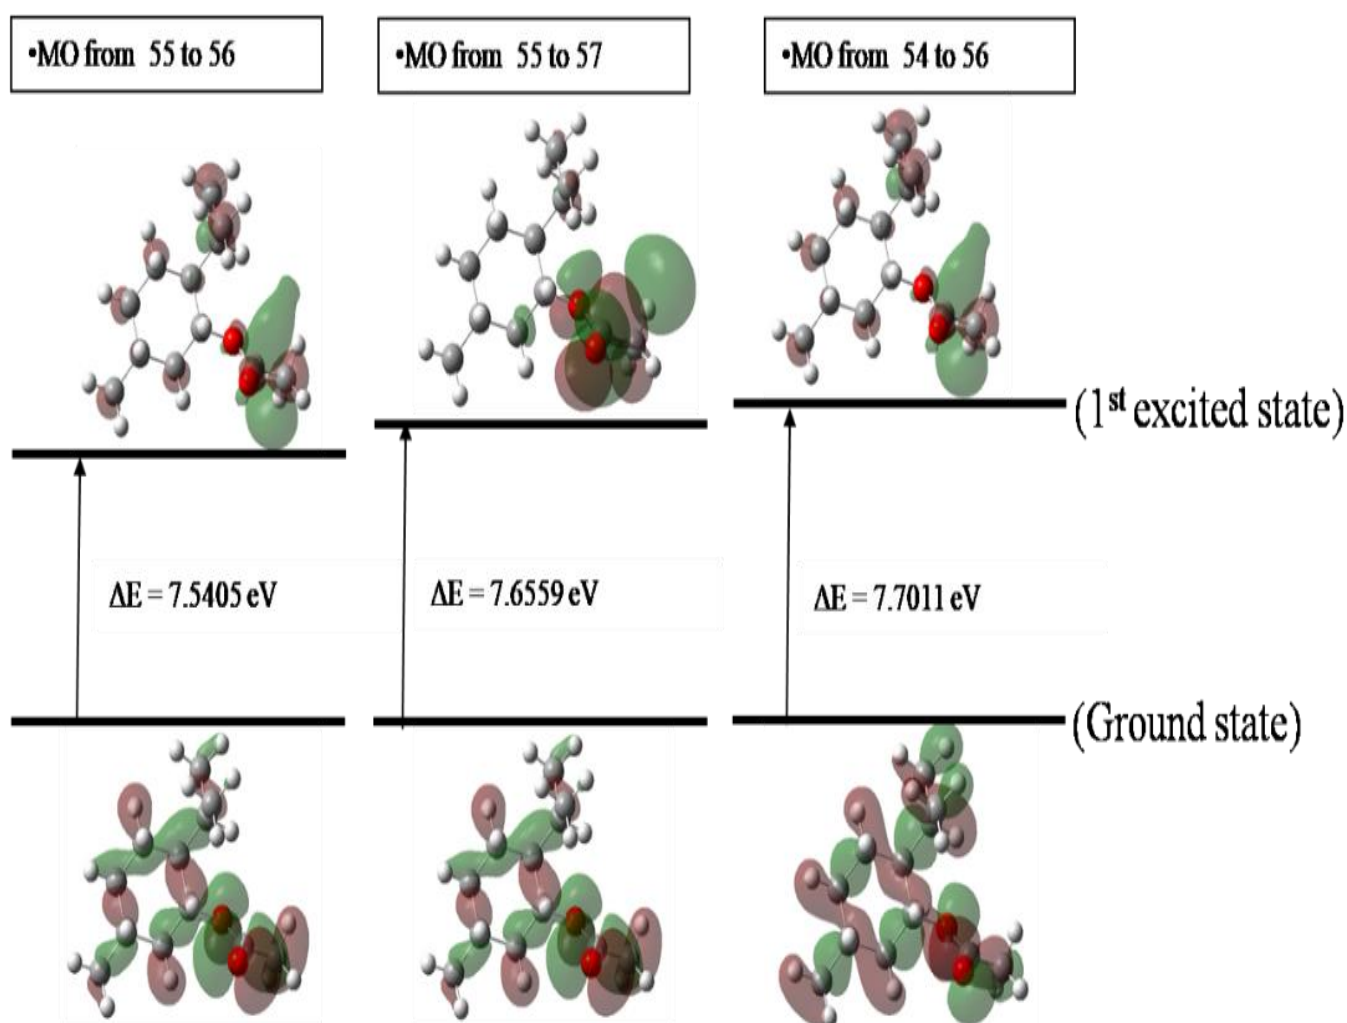 •MO from 55 to 56
•MO from 55 to 57
•MO from 54 to 56
(1st excited state)
ΔE = 7.5405 eV
ΔE = 7.6559 eV
ΔE = 7.7011 eV
(Ground state)